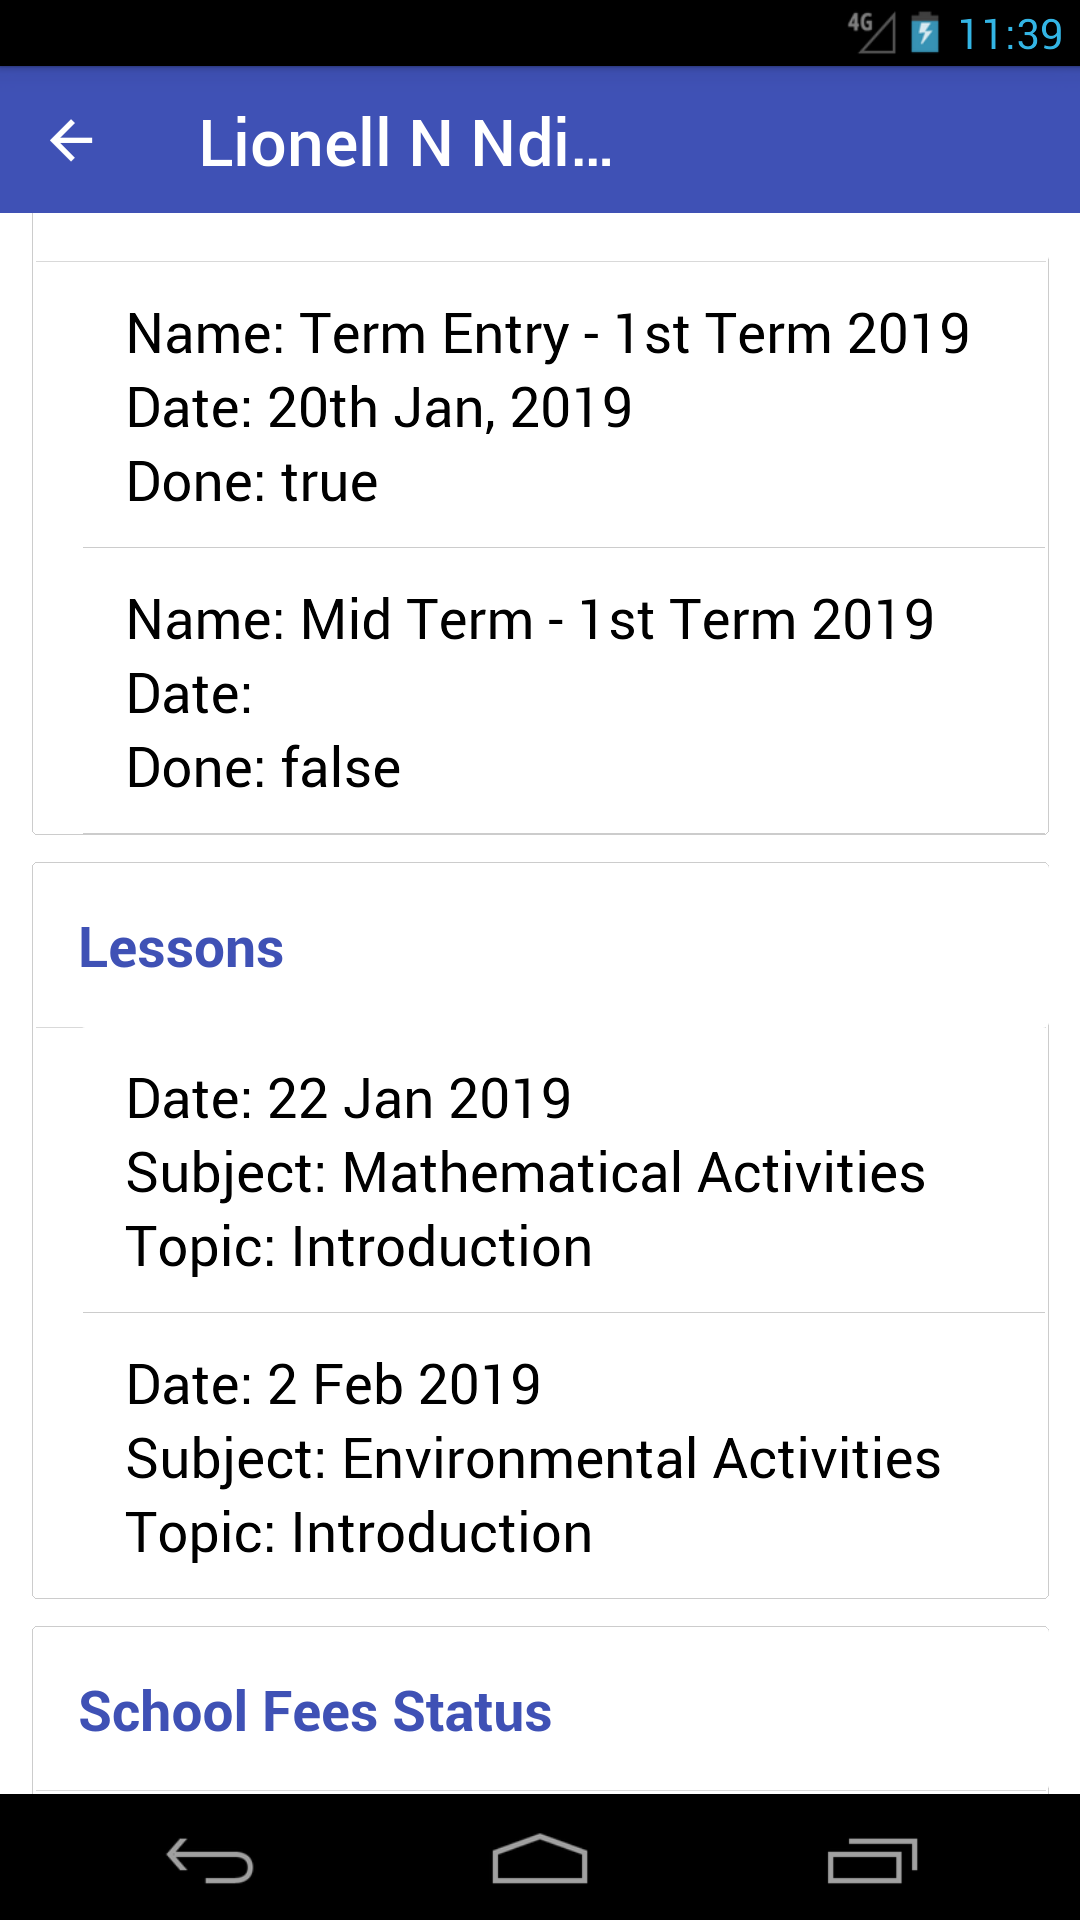 4G 11:39
Lionell N Ndi...
Name: Term Entry - 1st Term 2019
Date: 20th Jan, 2019
Done: true
Name: Mid Term - 1st Term 2019
Date:
Done: false
Lessons
Date: 22 Jan 2019
Subject: Mathematical Activities
Topic: Introduction
Date: 2 Feb 2019
Subject: Environmental Activities
Topic: Introduction
School Fees Status